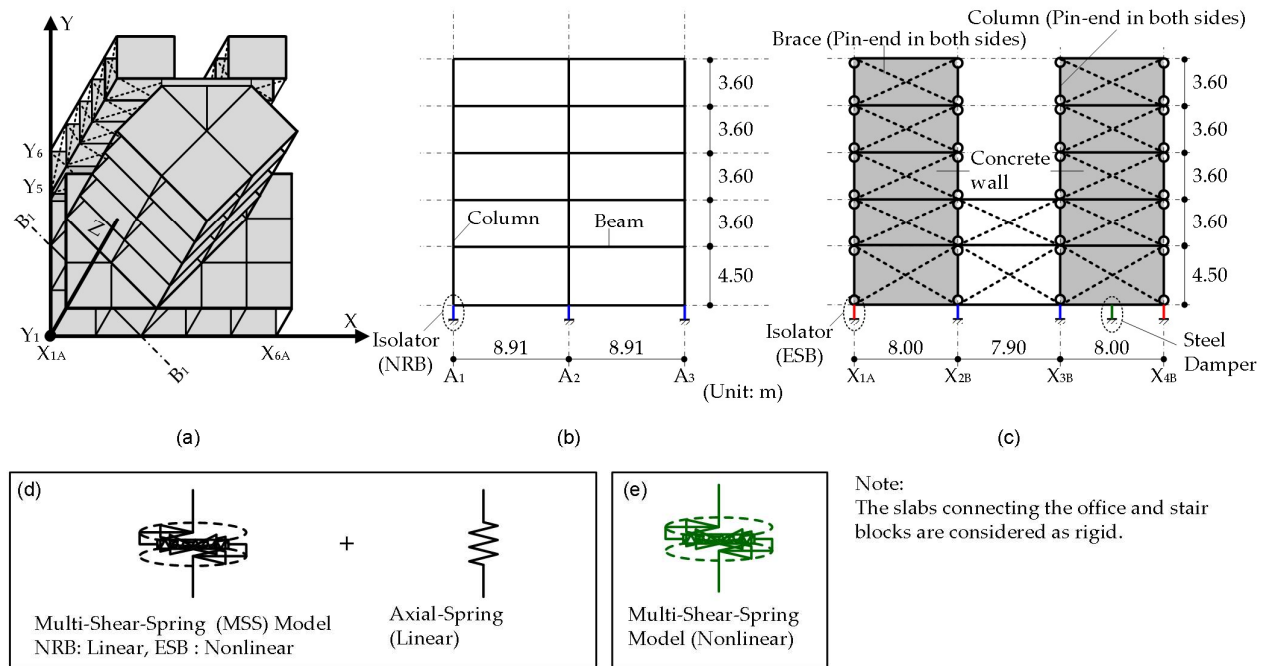 Y
Y6
Y5
B1
Z
Y1
X1A
B1
X6A
X
(a)
3.60
3.60
3.60
3.60
4.50
Column
Beam
Isolator
(NRB)
8.91
8.91
A1
A2
A3
(Unit: m)
(b)
Column (Pin-end in both sides)
Brace (Pin-end in both sides)
3.60
3.60
Concrete
wall
3.60
3.60
4.50
Isolator
(ESB)
8.00
7.90
8.00
Steel
Damper
X1A
X2B
X3B
X4B
(c)
(d)
+
Multi-Shear-Spring (MSS) Model
NRB: Linear, ESB : Nonlinear
Axial-Spring
(Linear)
(e)
Multi-Shear-Spring
Model (Nonlinear)
Note:
The slabs connecting the office and stair
blocks are considered as rigid.